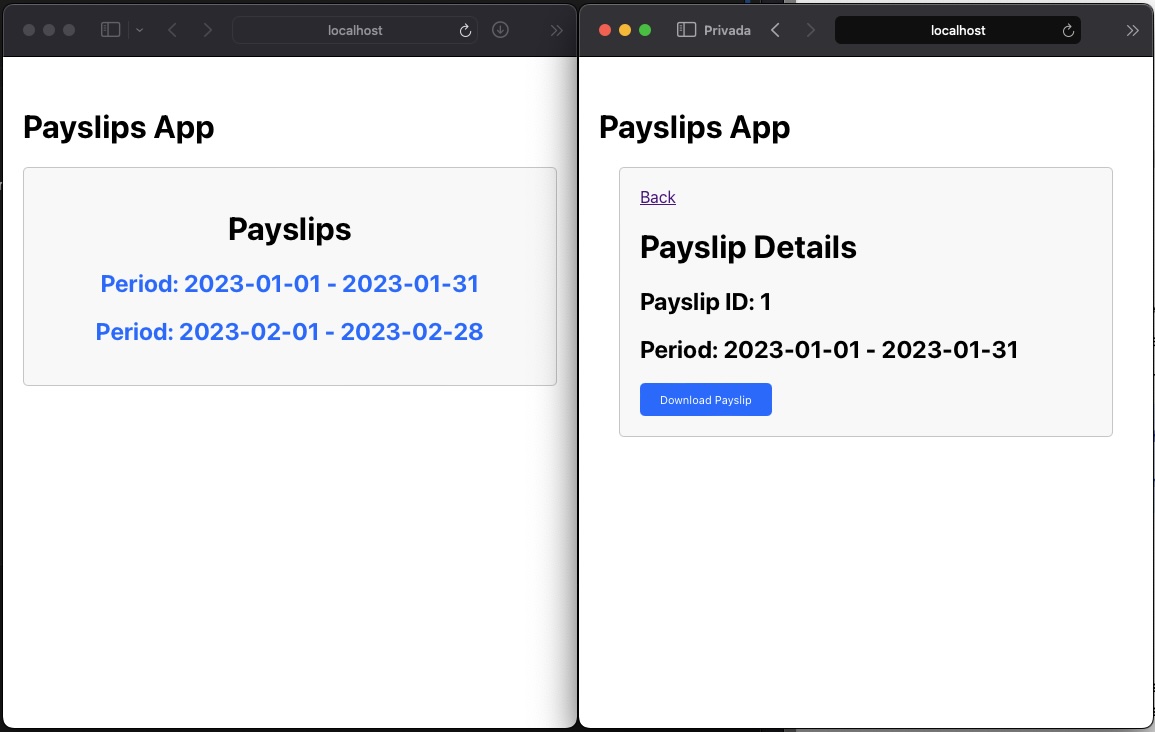 localhost
Payslips App
Payslips
Period: 2023-01-01 - 2023-01-31
Period: 2023-02-01 - 2023-02-28
Privada
localhost
Payslips App
Back
Payslip Details
Payslip ID: 1
Period: 2023-01-01 - 2023-01-31
Download Payslip